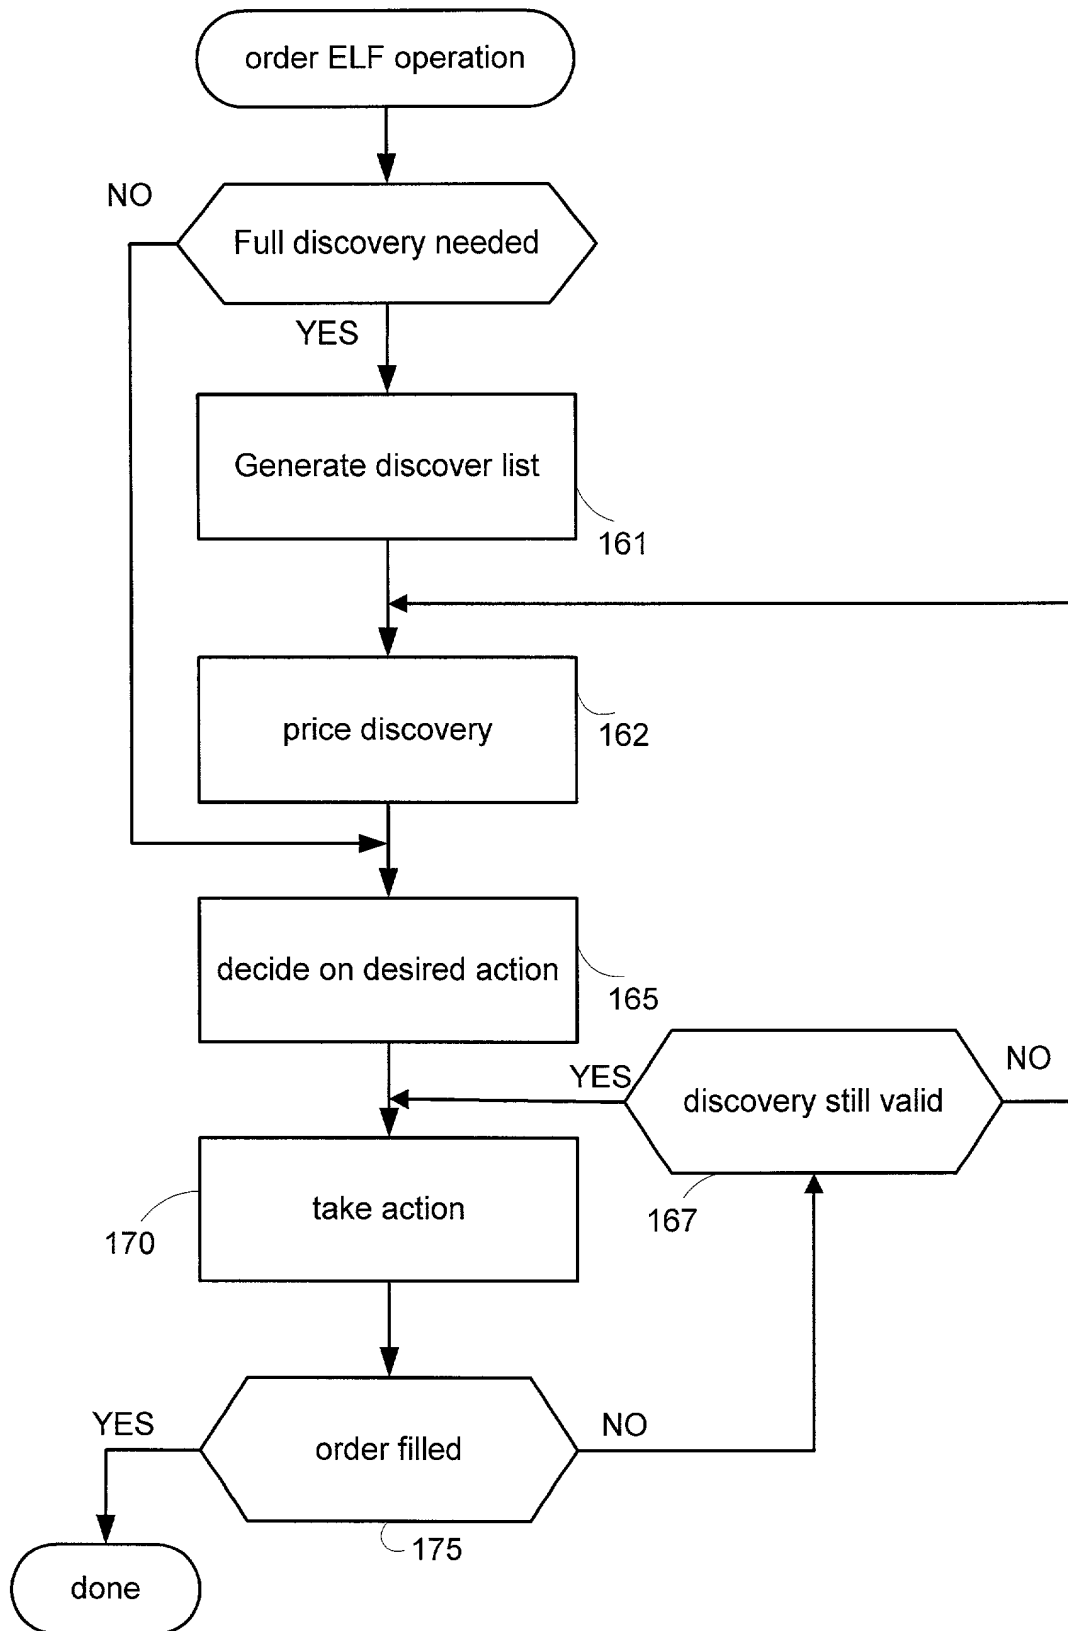 order ELF operation
NO
Full discovery needed
YES
Generate discover list
161
price discovery
162
decide on desired action
165
YES
discovery still valid
NO
167
take action
170
YES
order filled
NO
175
done